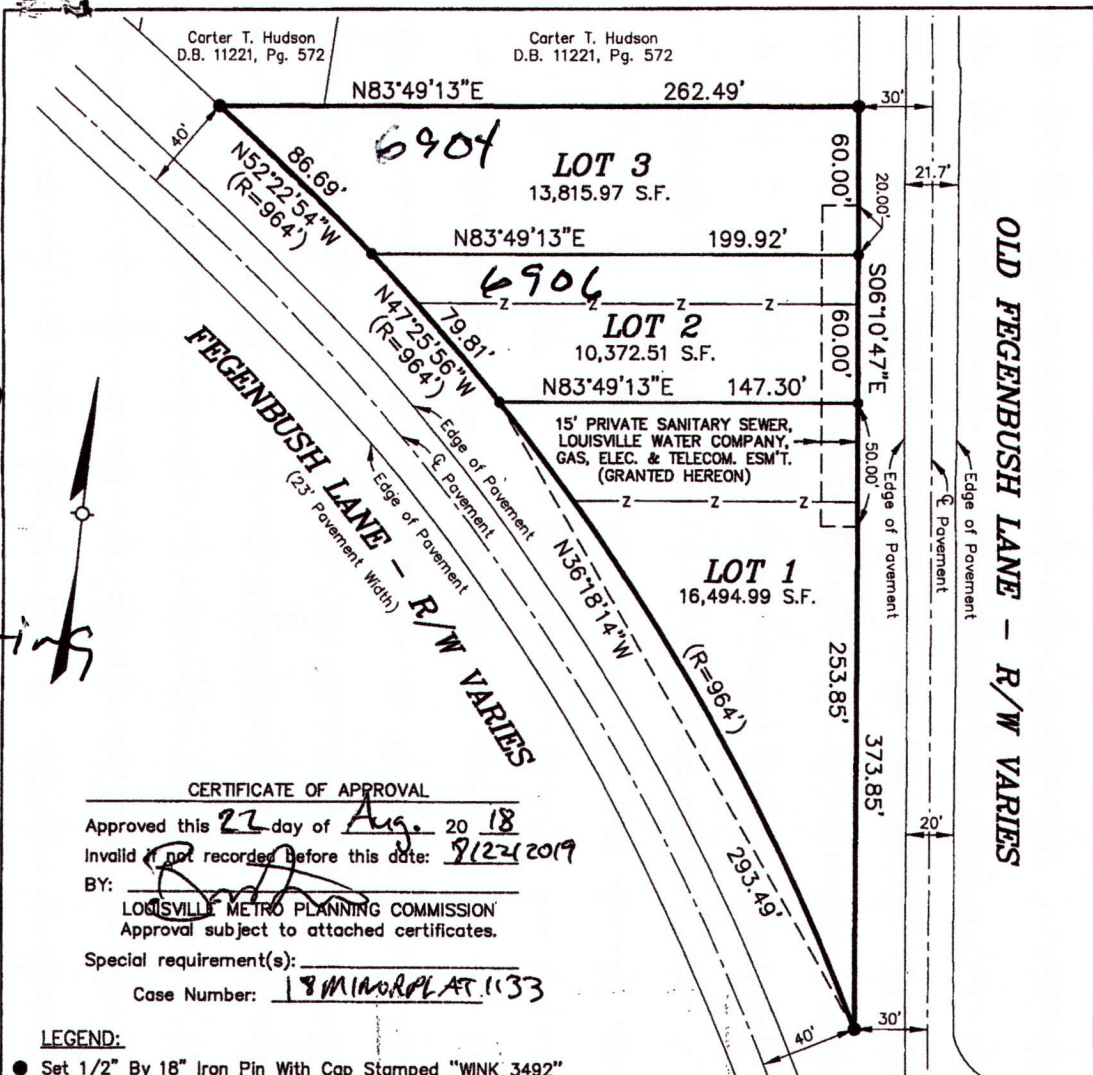 Carter T. Hudson
D.B. 11221, Pg. 572
Carter T. Hudson
D.B. 11221, Pg. 572
N83°49'13"E 262.49'
30'
40'
86.69'
N52°22'54"W
(R=964')
6904
LOT 3
13,815.97 S.F.
60.00'
20.00'
21.7'
N83°49'13"E 199.92'
6906
Z Z Z Z
79.81'
N47°25'56"W
(R=964')
LOT 2
10,372.51 S.F.
60.00'
S06°10'47"E
N83°49'13"E 147.30'
15' PRIVATE SANITARY SEWER,
LOUISVILLE WATER COMPANY,
GAS, ELEC. & TELECOM. ESM'T.
(GRANTED HEREON)
50.00'
Z Z Z
Edge of Pavement
℄ Pavement
Edge of Pavement
FEGENBUSH LANE - R/W VARIES
(23' Pavement Width)
Edge of Pavement
℄ Pavement
Edge of Pavement
OLD FEGENBUSH LANE - R/W VARIES
N36°18'14"W
(R=964')
LOT 1
16,494.99 S.F.
253.85'
373.85'
293.49'
20'
40'
30'
CERTIFICATE OF APPROVAL
Approved this 22 day of Aug. 20 18
Invalid if not recorded before this date: 8/22/2019
BY:
LOUISVILLE METRO PLANNING COMMISSION
Approval subject to attached certificates.
Special requirement(s):
Case Number: 18MINORPLAT1133
LEGEND:
● Set 1/2" By 18" Iron Pin With Cap Stamped "WINK 3492"